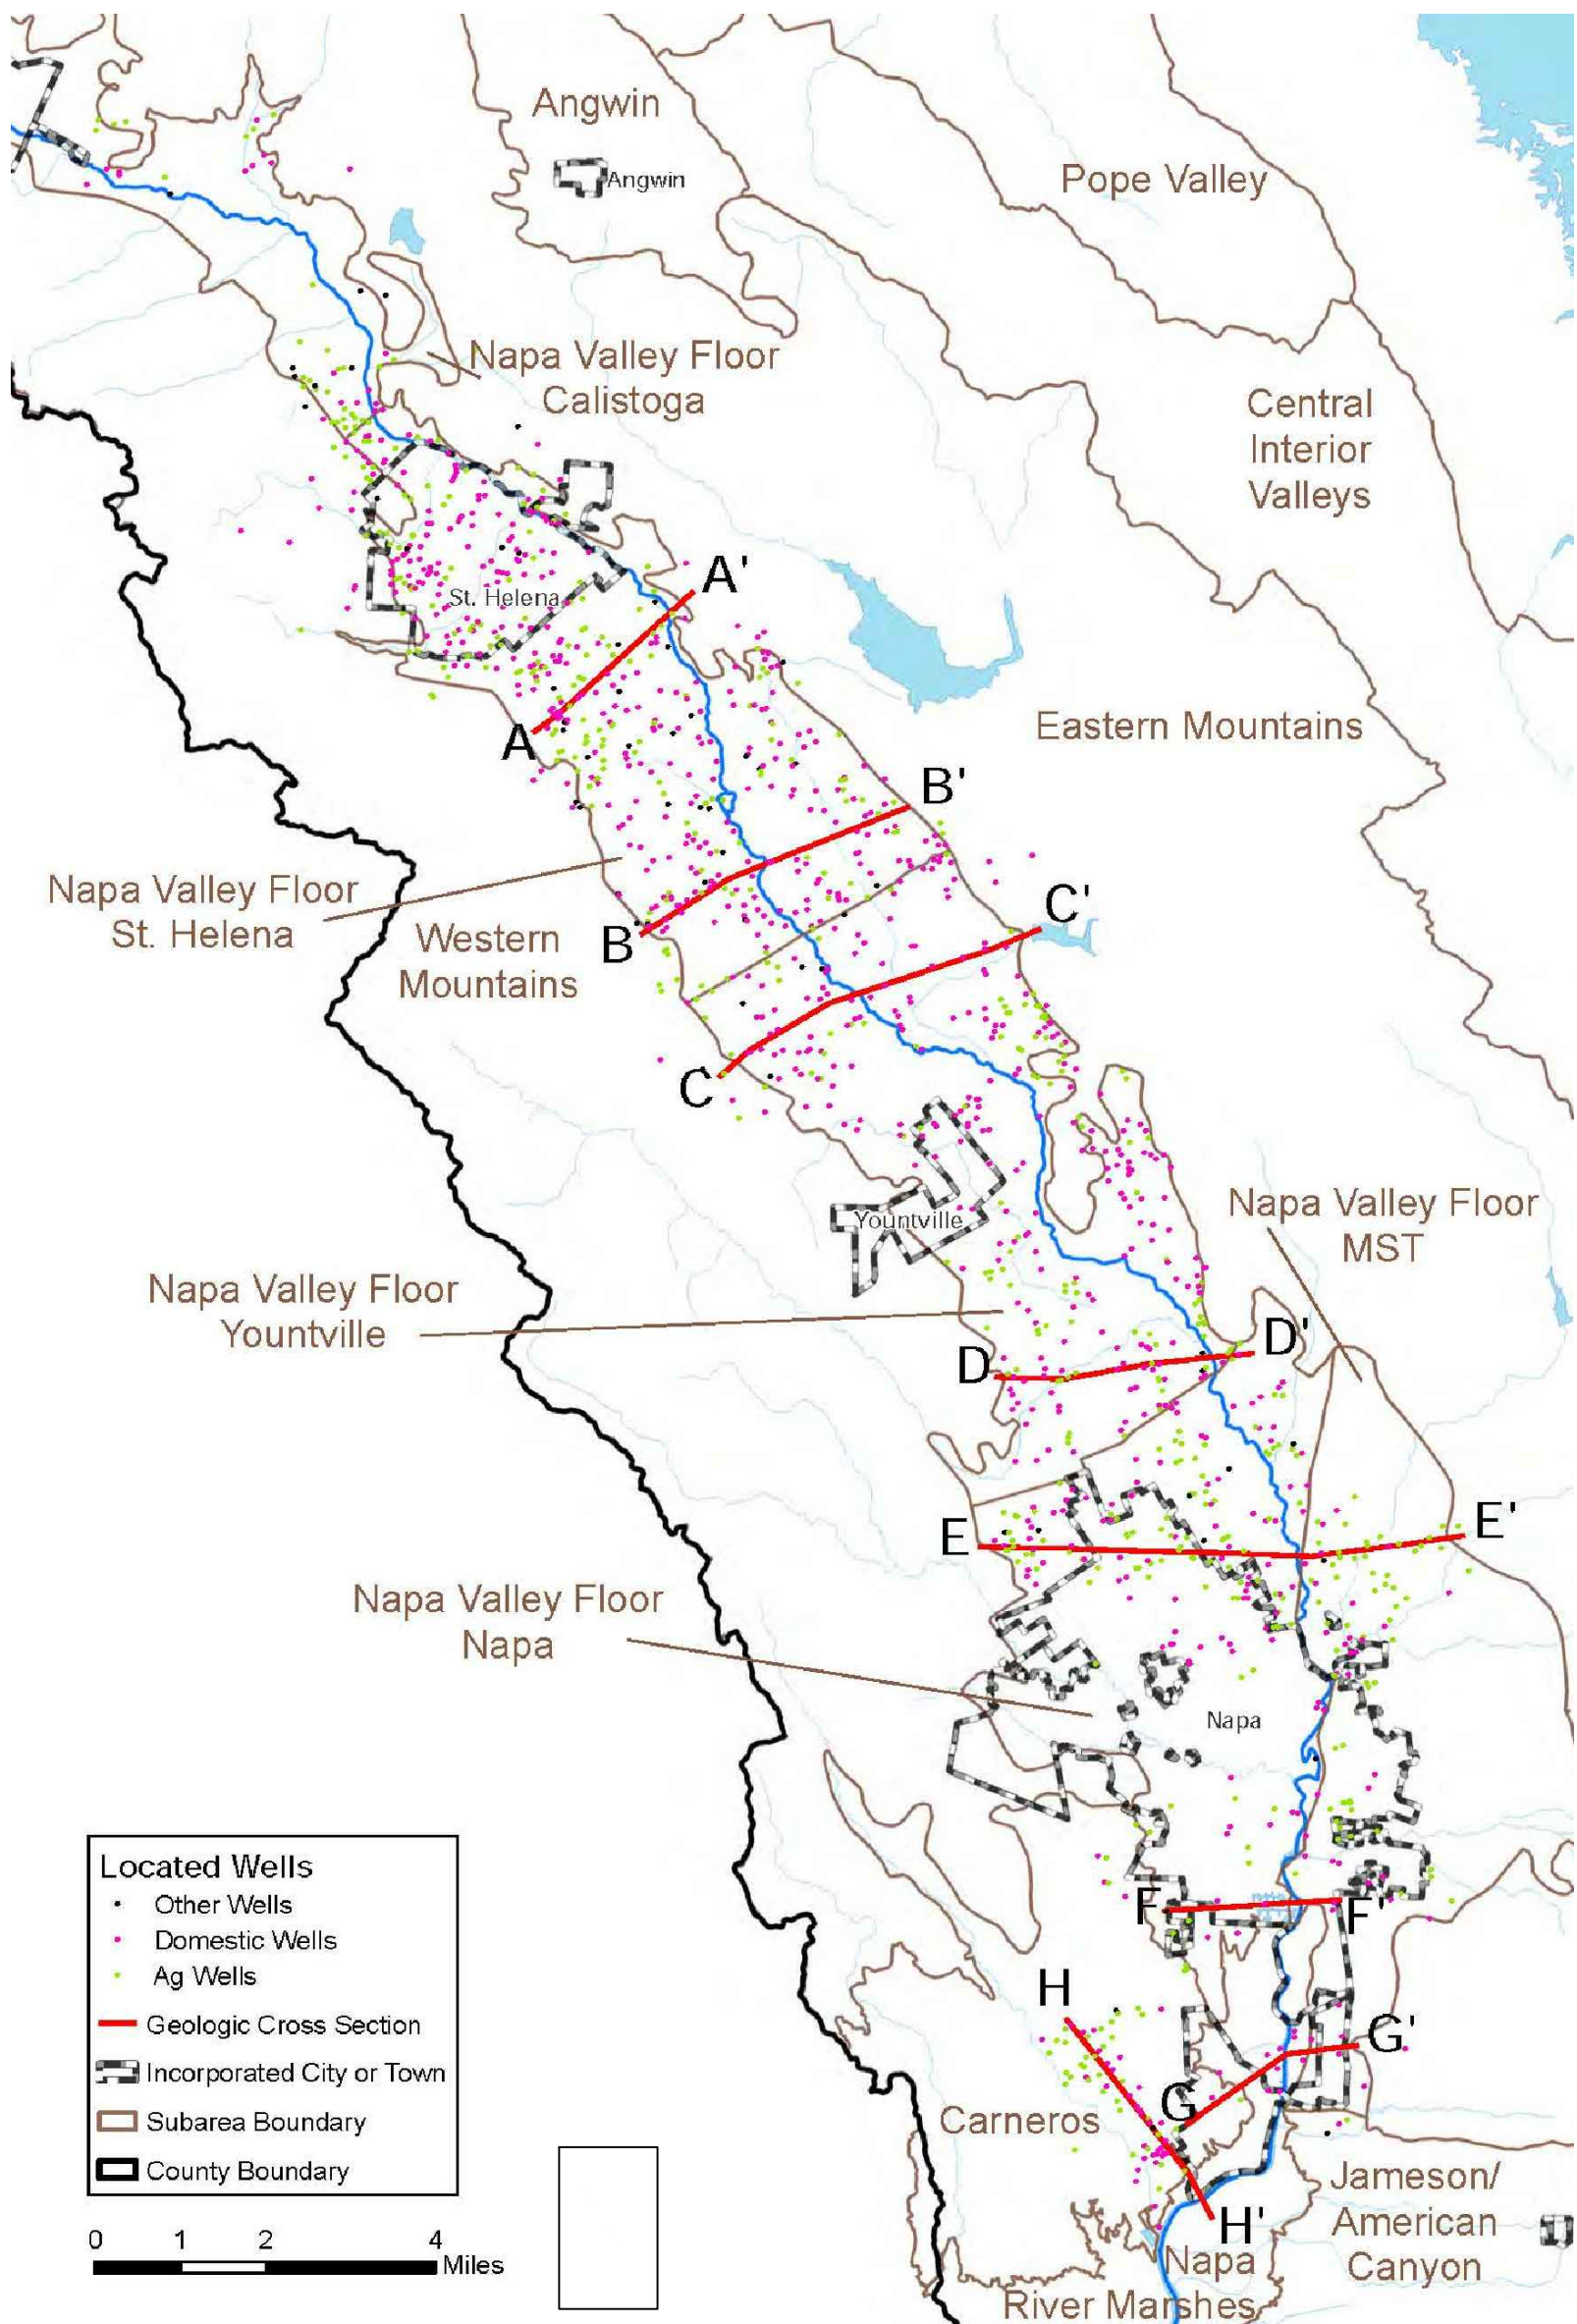 Angwin
Angwin
Pope Valley
Napa Valley Floor
Calistoga
Central
Interior
Valleys
A'
St. Helena
Eastern Mountains
A
B'
Napa Valley Floor
St. Helena
C'
Western
Mountains
B
C
Napa Valley Floor
MST
Yountville
Napa Valley Floor
Yountville
D'
D
E'
E
Napa Valley Floor
Napa
Napa
Located Wells
Other Wells
Domestic Wells
Ag Wells
Geologic Cross Section
Incorporated City or Town
Subarea Boundary
County Boundary
0 1 2 4
Miles
F
F'
H
G'
G
Carneros
H'
Jameson/
American
Canyon
Napa
River Marshes